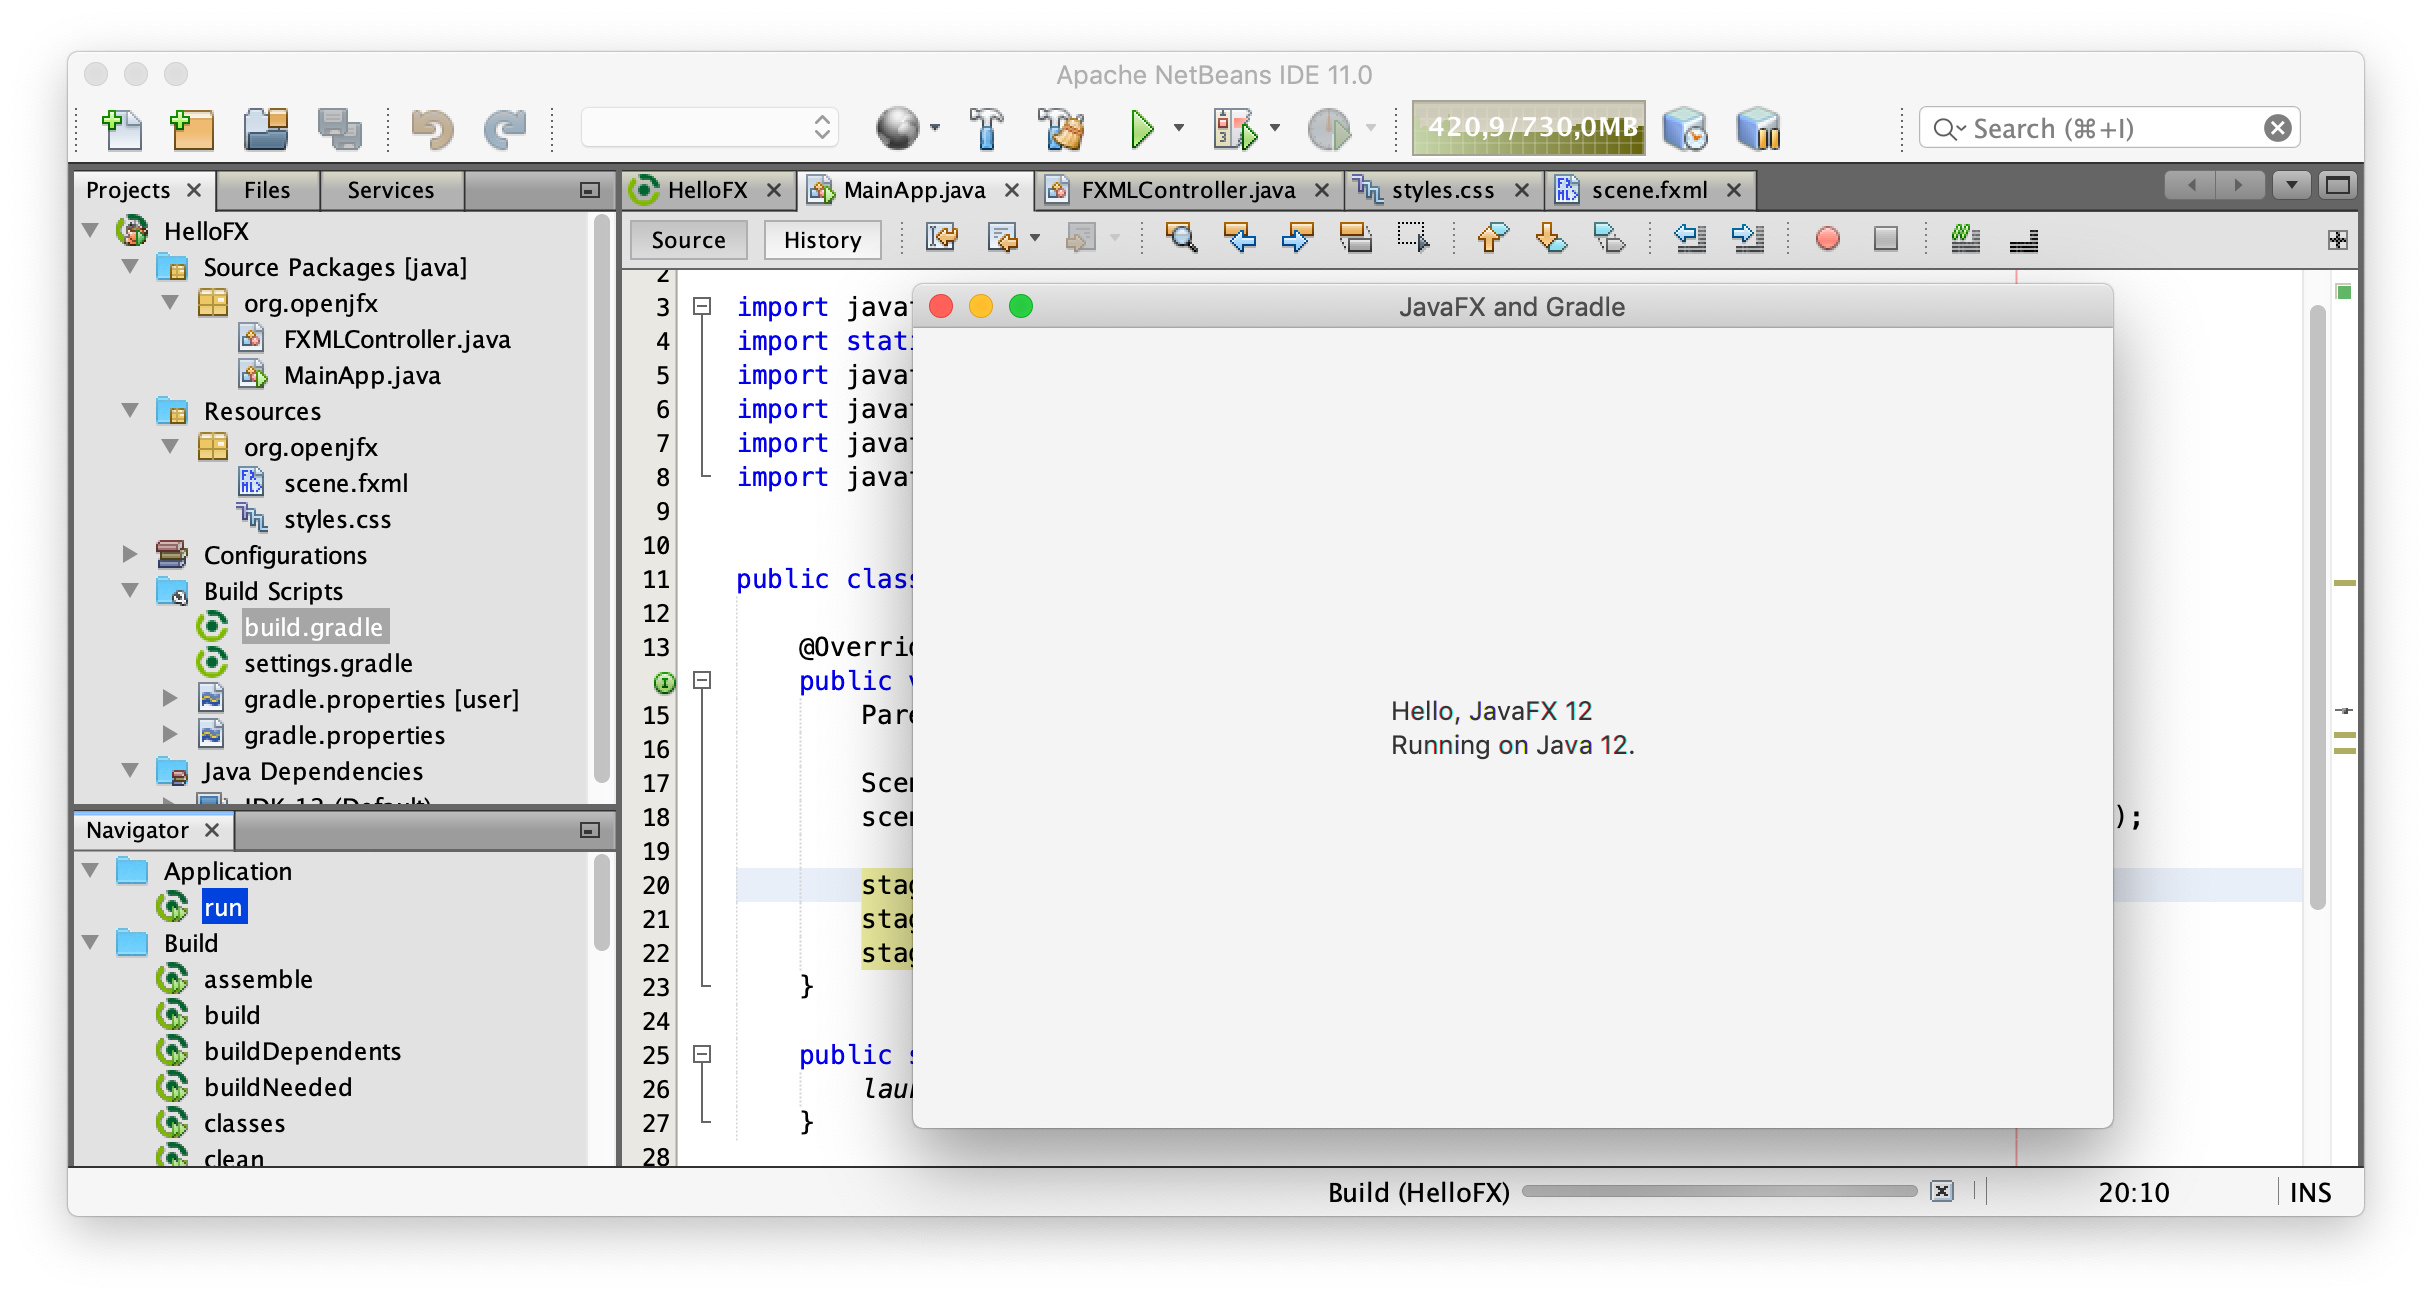 Apache NetBeans IDE 11.0
420,9/730,0MB
Search (⌘+I)
Projects
Files
Services
HelloFX
Source Packages [java]
org.openjfx
FXMLController.java
MainApp.java
Resources
org.openjfx
scene.fxml
styles.css
Configurations
Build Scripts
build.gradle
settings.gradle
gradle.properties [user]
gradle.properties
Java Dependencies
Navigator
Application
run
Build
assemble
build
buildDependents
buildNeeded
classes
clean
HelloFX
MainApp.java
FXMLController.java
styles.css
scene.fxml
Source
History
2
3 import java
4 import stat
5 import java
6 import java
7 import java
8 import java
9
10
11 public clas
12
13 @Overri
public
15 Pare
16
17 Sce
18 sce );
19
20 sta
21 sta
22 sta
23 }
24
25 public
26 lau
27 }
28
JavaFX and Gradle
Hello, JavaFX 12
Running on Java 12.
Build (HelloFX)
20:10
INS